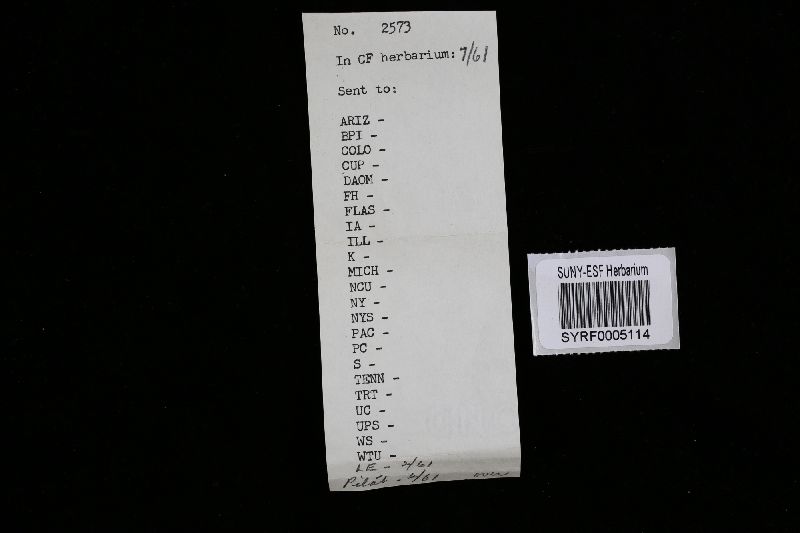 No. 2573
In CF herbarium: 7/61
Sent to:
ARIZ -
BPI -
COLO -
CUP -
DAOM -
FH -
FLAS -
IA -
ILL -
K -
MICH -
NCU -
NY -
NYS -
PAC -
PC -
S -
TENN -
TRT -
UC -
UPS -
WS -
WTU -
LE - 2/61
Pilát - 2/61 over
SUNY-ESF Herbarium
SYRF0005114